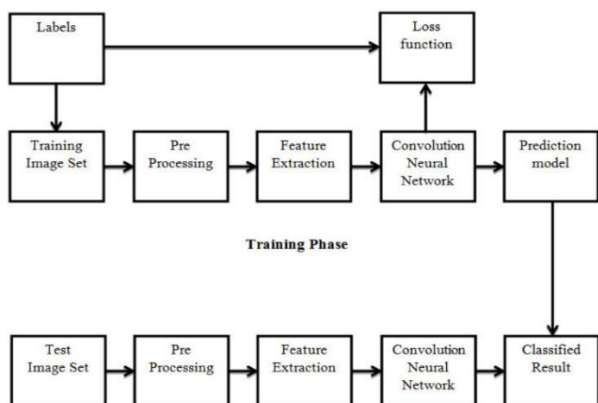 Labels
Loss
function
Training
Image Set
Pre
Processing
Feature
Extraction
Convolution
Neural
Network
Prediction
model
Training Phase
Test
Image Set
Pre
Processing
Feature
Extraction
Convolution
Neural
Network
Classified
Result